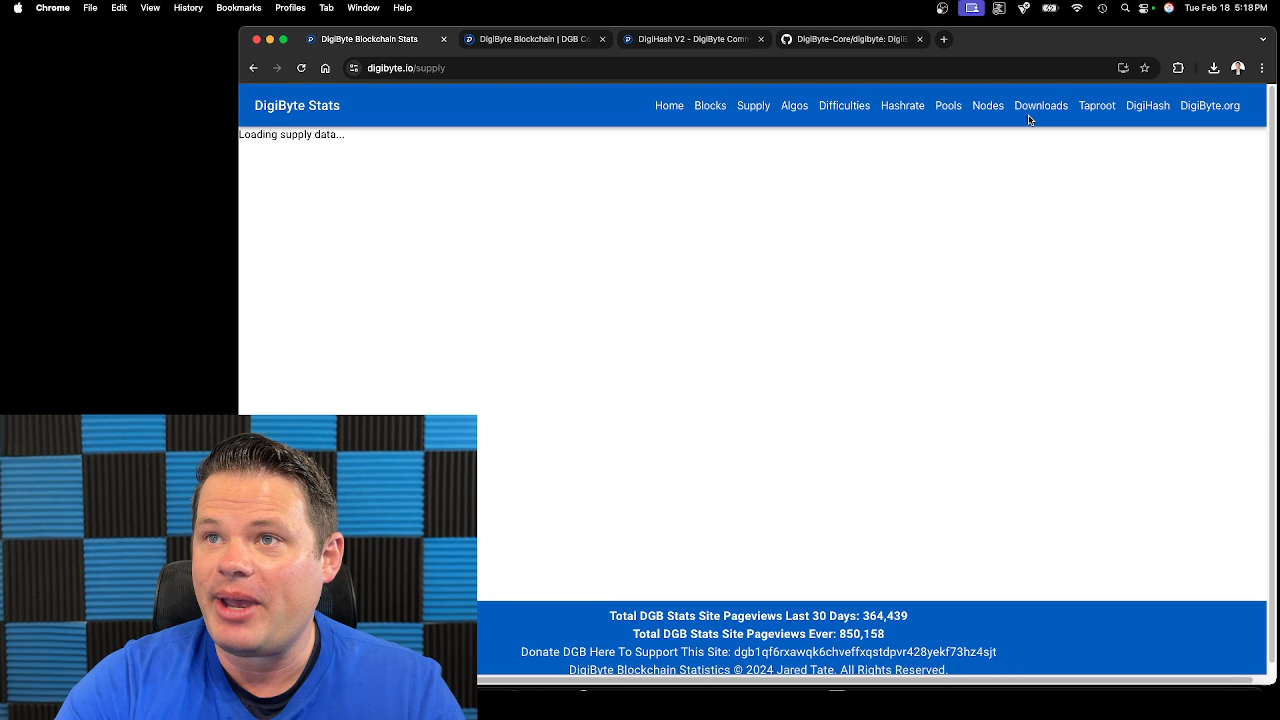 Chrome File Edit View History Bookmarks Profiles Tab Window Help Tue Feb 18 5:18 PM
DigiByte Blockchain Stats DigiByte Blockchain | DGB Co DigiHash V2 - DigiByte Comm DigiByte-Core/digibyte: DigiB
digibyte.io/supply
DigiByte Stats Home Blocks Supply Algos Difficulties Hashrate Pools Nodes Downloads Taproot DigiHash DigiByte.org
Loading supply data...
Total DGB Stats Site Pageviews Last 30 Days: 364,439
Total DGB Stats Site Pageviews Ever: 850,158
Donate DGB Here To Support This Site: dgb1qf6rxawqk6chveffxqstdpvr428yekf73hz4sjt
DigiByte Blockchain Statistics © 2024 Jared Tate. All Rights Reserved.